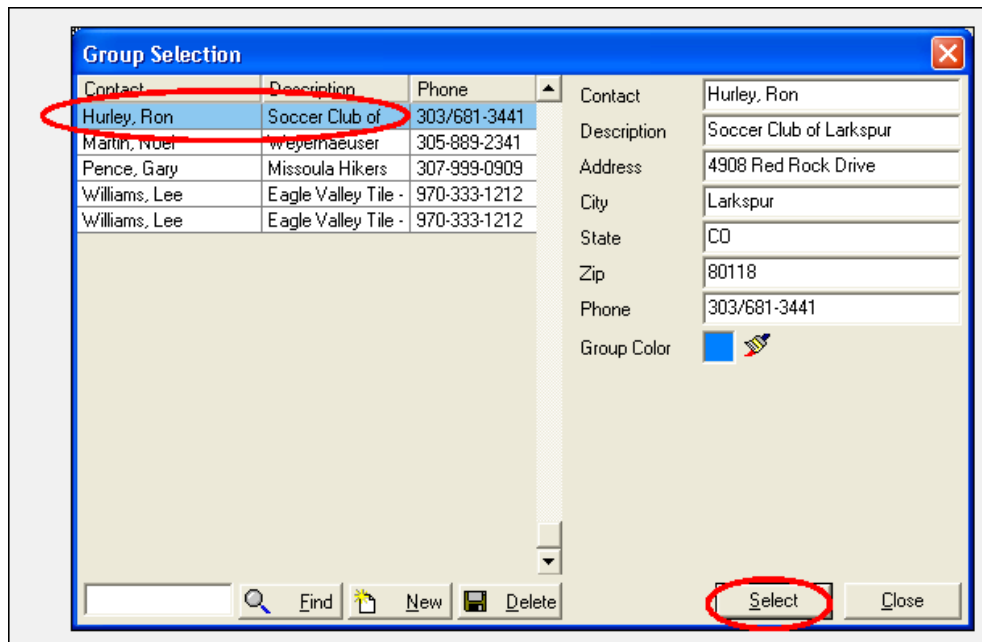 Group Selection
Contact Description Phone
Hurley, Ron Soccer Club of 303/681-3441
Martin, Noel Weyerhaeuser 305-889-2341
Pence, Gary Missoula Hikers 307-999-0909
Williams, Lee Eagle Valley Tile - 970-333-1212
Williams, Lee Eagle Valley Tile - 970-333-1212
Contact Hurley, Ron
Description Soccer Club of Larkspur
Address 4908 Red Rock Drive
City Larkspur
State CO
Zip 80118
Phone 303/681-3441
Group Color
Find New Delete
Select Close